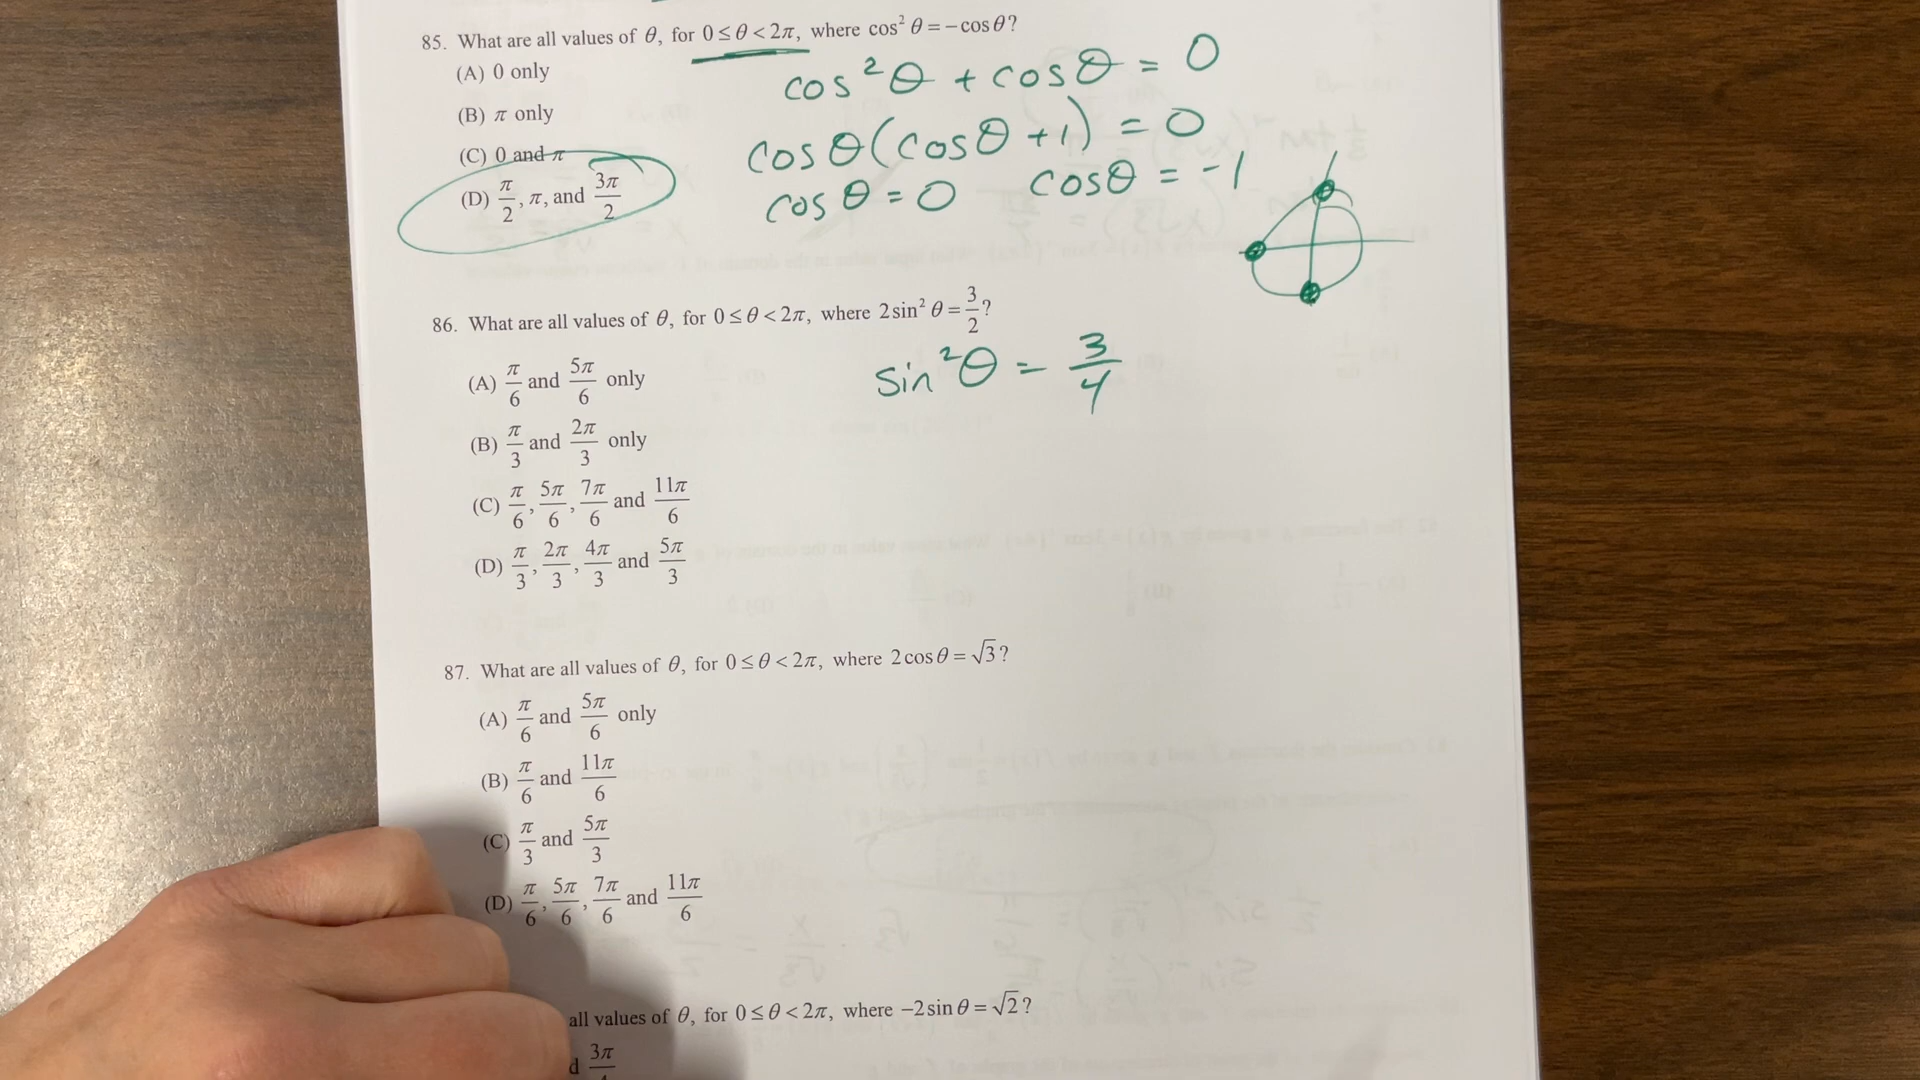 85. What are all values of θ, for 0 ≤ θ < 2π, where cos² θ = −cos θ?
(A) 0 only
(B) π only
(C) 0 and π
(D) π/2, π, and 3π/2
cos²θ + cosθ = 0
cosθ(cosθ + 1) = 0
cosθ = 0 cosθ = -1
86. What are all values of θ, for 0 ≤ θ < 2π, where 2 sin² θ = 3/2?
sin²θ = 3/4
(A) π/6 and 5π/6 only
(B) π/3 and 2π/3 only
(C) π/6, 5π/6, 7π/6 and 11π/6
(D) π/3, 2π/3, 4π/3 and 5π/3
87. What are all values of θ, for 0 ≤ θ < 2π, where 2 cos θ = √3?
(A) π/6 and 5π/6 only
(B) π/6 and 11π/6
(C) π/3 and 5π/3
(D) π/6, 5π/6, 7π/6 and 11π/6
all values of θ, for 0 ≤ θ < 2π, where −2 sin θ = √2?
d 3π